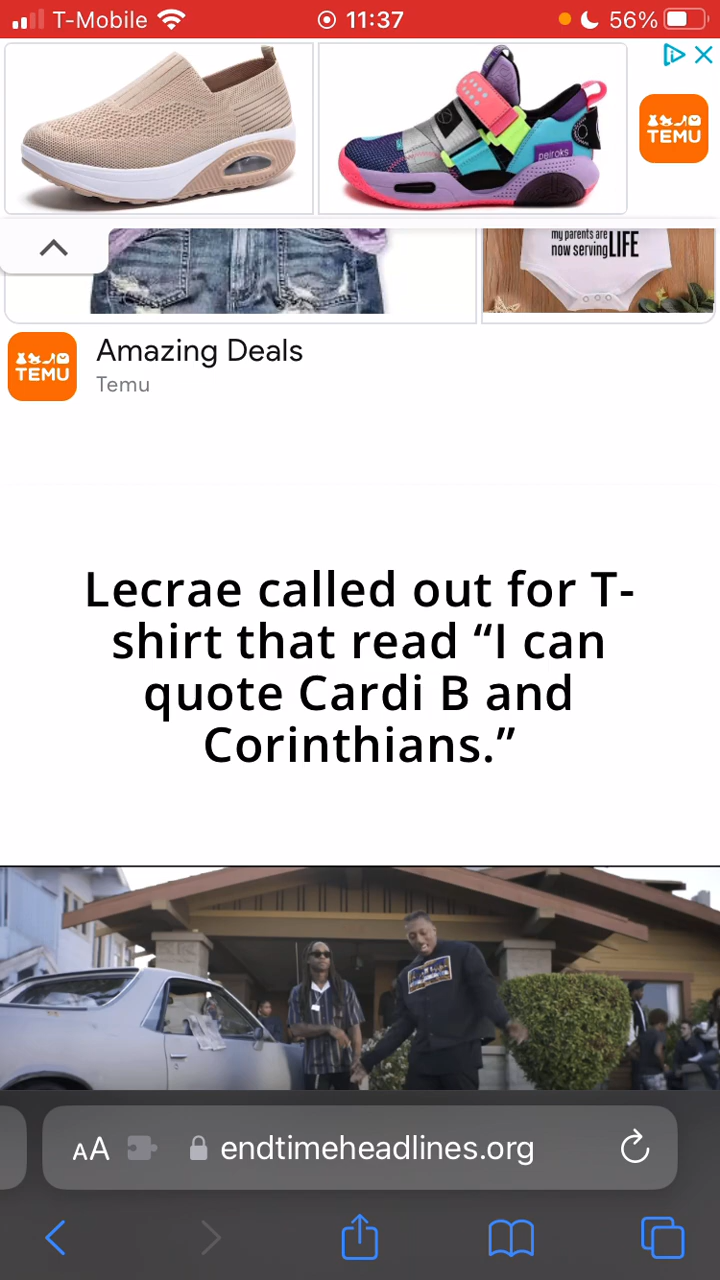 T-Mobile 11:37 56%
peiroks
TEMU
my parents are
now serving LIFE
TEMU
Amazing Deals
Temu
Lecrae called out for T-
shirt that read “I can
quote Cardi B and
Corinthians.”
AA endtimeheadlines.org